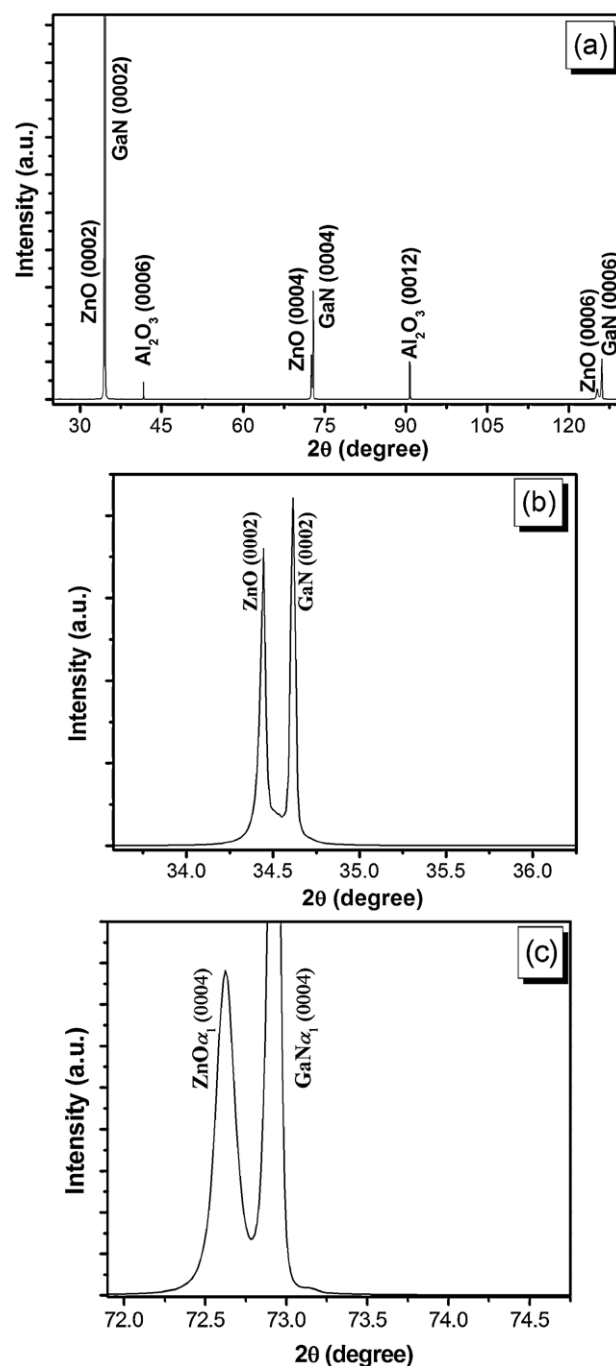 (a)
Intensity (a.u.)
ZnO (0002)
GaN (0002)
Al₂O₃ (0006)
ZnO (0004)
GaN (0004)
Al₂O₃ (0012)
ZnO (0006)
GaN (0006)
30 45 60 75 90 105 120
2θ (degree)
(b)
Intensity (a.u.)
ZnO (0002)
GaN (0002)
34.0 34.5 35.0 35.5 36.0
2θ (degree)
(c)
Intensity (a.u.)
ZnOα₁ (0004)
GaNα₁ (0004)
72.0 72.5 73.0 73.5 74.0 74.5
2θ (degree)